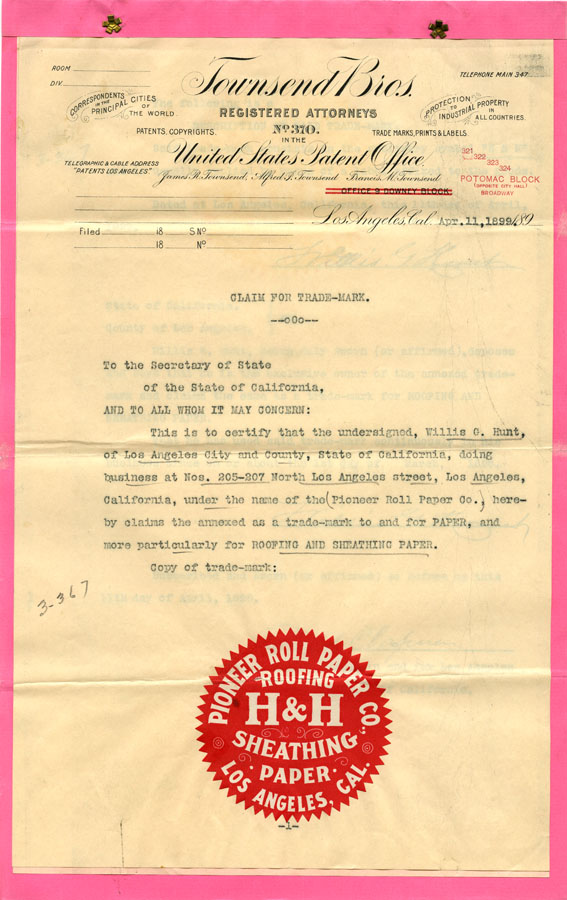 ROOM
DIV.
CORRESPONDENTS IN THE PRINCIPAL CITIES OF THE WORLD.
Townsend Bros.
TELEPHONE MAIN 347
REGISTERED ATTORNEYS
PROTECTION TO INDUSTRIAL PROPERTY IN ALL COUNTRIES.
PATENTS, COPYRIGHTS,
No 370.
TRADE MARKS, PRINTS & LABELS.
IN THE
TELEGRAPHIC & CABLE ADDRESS
"PATENTS LOS ANGELES."
United States Patent Office,
321
322
323
324
James R. Townsend, Alfred I. Townsend Francis M. Townsend
POTOMAC BLOCK
(OPPOSITE CITY HALL)
BROADWAY
OFFICE 9 DOWNEY BLOCK
Los Angeles, Cal. Apr. 11, 1899. 189
Filed 18 S No
18 No
CLAIM FOR TRADE-MARK.
--oOo--
To the Secretary of State
of the State of California,
AND TO ALL WHOM IT MAY CONCERN:
This is to certify that the undersigned, Willis G. Hunt,
of Los Angeles City and County, State of California, doing
business at Nos. 205-207 North Los Angeles street, Los Angeles,
California, under the name of the (Pioneer Roll Paper Co.), here-
by claims the annexed as a trade-mark to and for PAPER, and
more particularly for ROOFING AND SHEATHING PAPER.
Copy of trade-mark:
3-367
PIONEER ROLL PAPER CO.
ROOFING
H&H
SHEATHING
PAPER
LOS ANGELES, CAL.
-1-